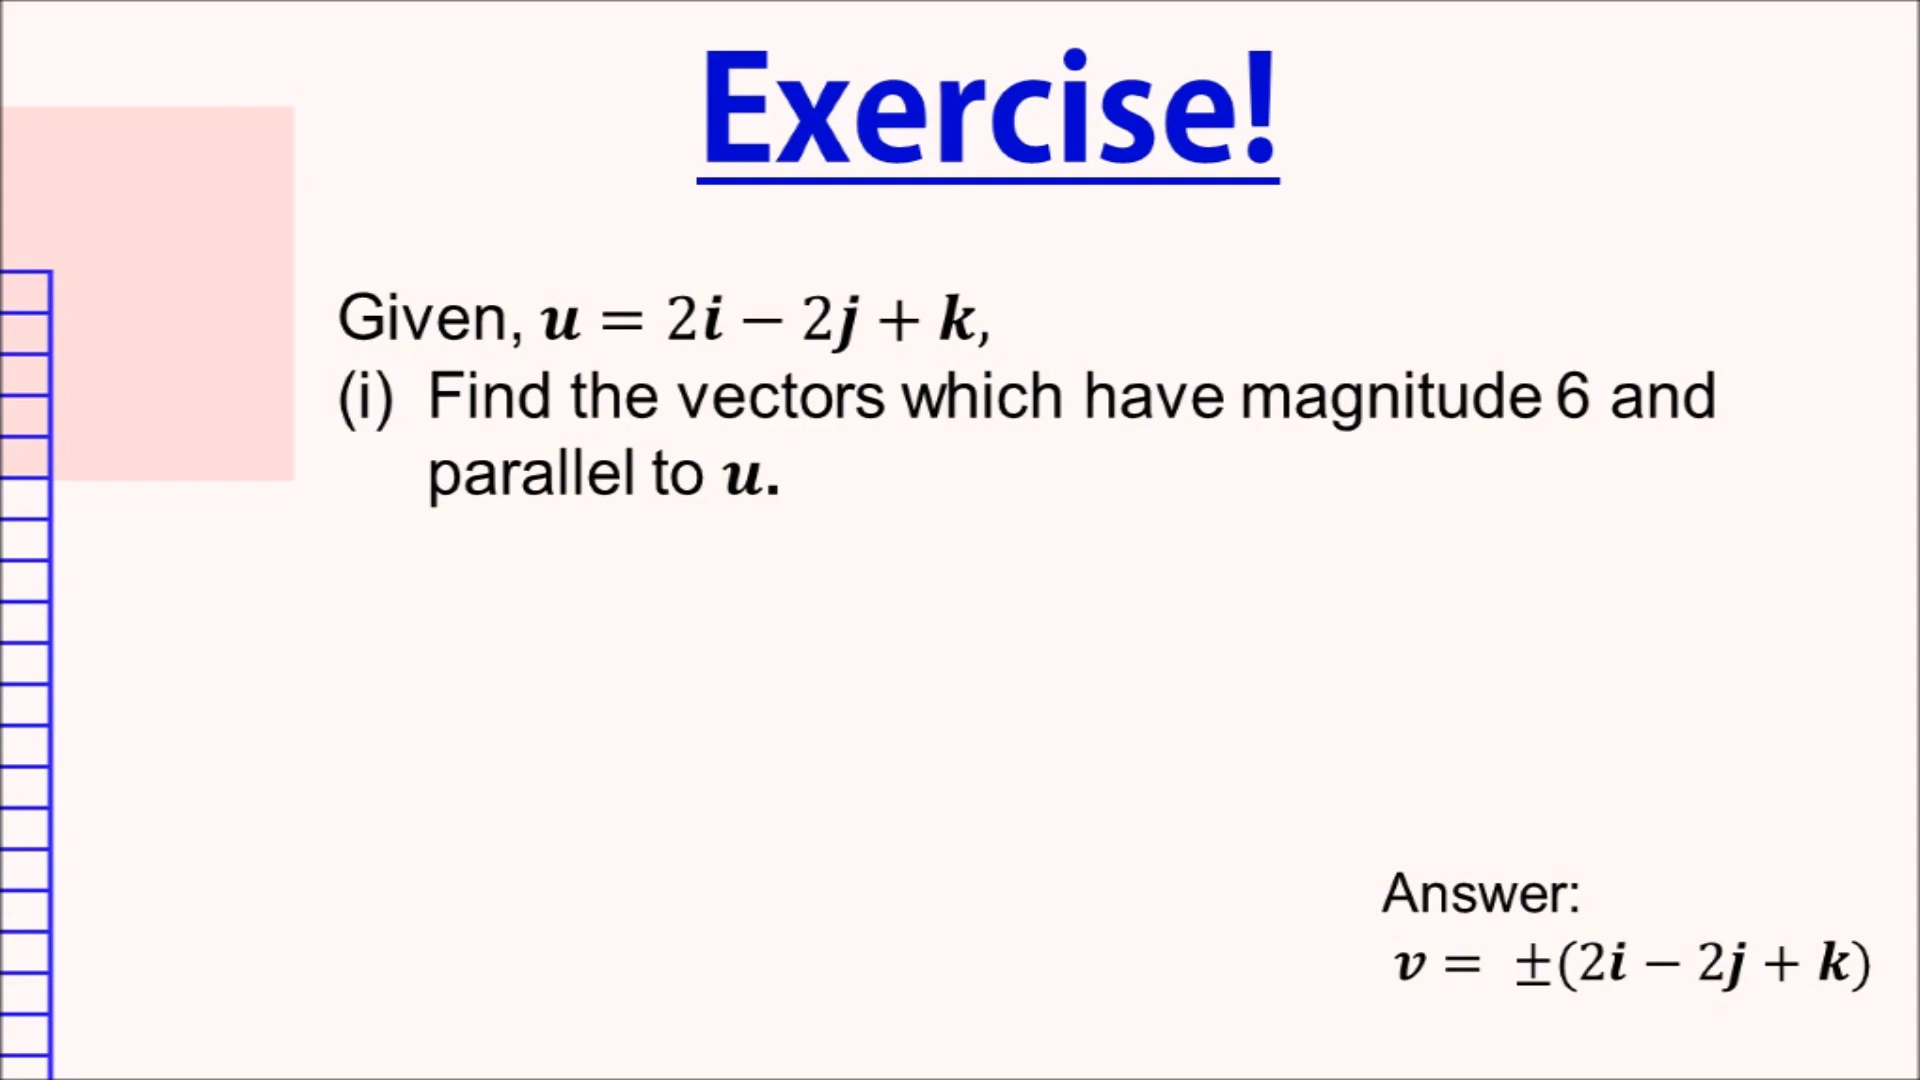 Exercise!
Given, u = 2i − 2j + k,
(i) Find the vectors which have magnitude 6 and
parallel to u.
Answer:
v = ±(2i − 2j + k)